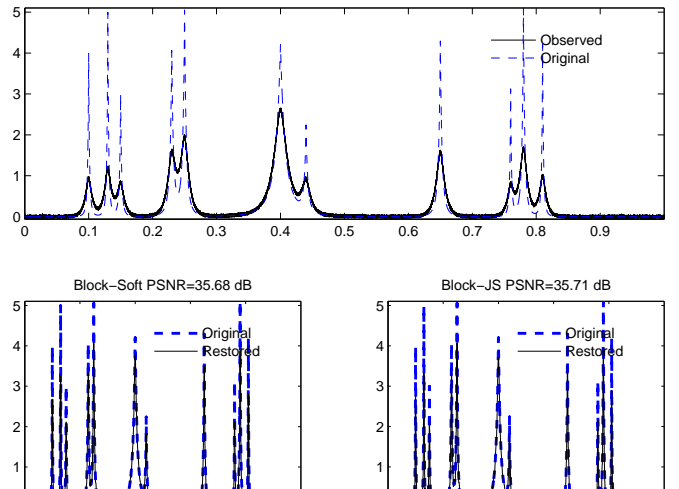 5
Observed
Original
4
3
2
1
0
0 0.1 0.2 0.3 0.4 0.5 0.6 0.7 0.8 0.9
Block−Soft PSNR=35.68 dB
Block−JS PSNR=35.71 dB
5
Original
Restored
4
3
2
1
5
Original
Restored
4
3
2
1